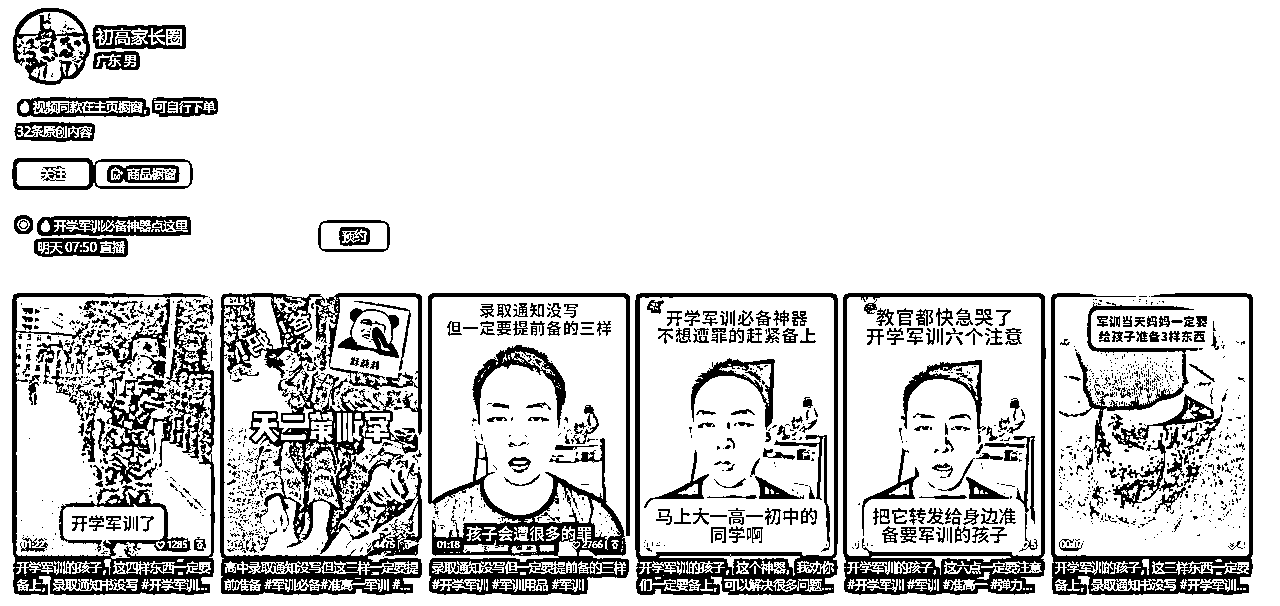 初高家长圈
广东 男
视频同款在主页橱窗，可自行下单
32条原创内容
关注
商品橱窗
开学军训必备神器点这里
明天 07:50 直播
预约
开学军训了
01:22
1285
开学军训的孩子，这四样东西一定要
备上，录取通知书没写 #开学军训...
军训第二天
高中录取通知没写但这三样一定要提
前准备 #军训必备#准高一军训 #...
录取通知没写
但一定要提前备的三样
孩子会遭很多的罪
01:18
2766
录取通知没写但一定要提前备的三样
#开学军训 #军训用品 #军训
开学军训必备神器
不想遭罪的赶紧备上
马上大一高一初中的
同学啊
开学军训的孩子，这个神器，我劝你
们一定要备上，可以解决很多问题...
教官都快急哭了
开学军训六个注意
把它转发给身边准
备要军训的孩子
开学军训的孩子，这六点一定要注意
#开学军训 #军训 #准高一 #弹力...
军训当天妈妈一定要
给孩子准备3样东西
00:07
开学军训的孩子，这三样东西一定要
备上，录取通知书没写 #开学军训...